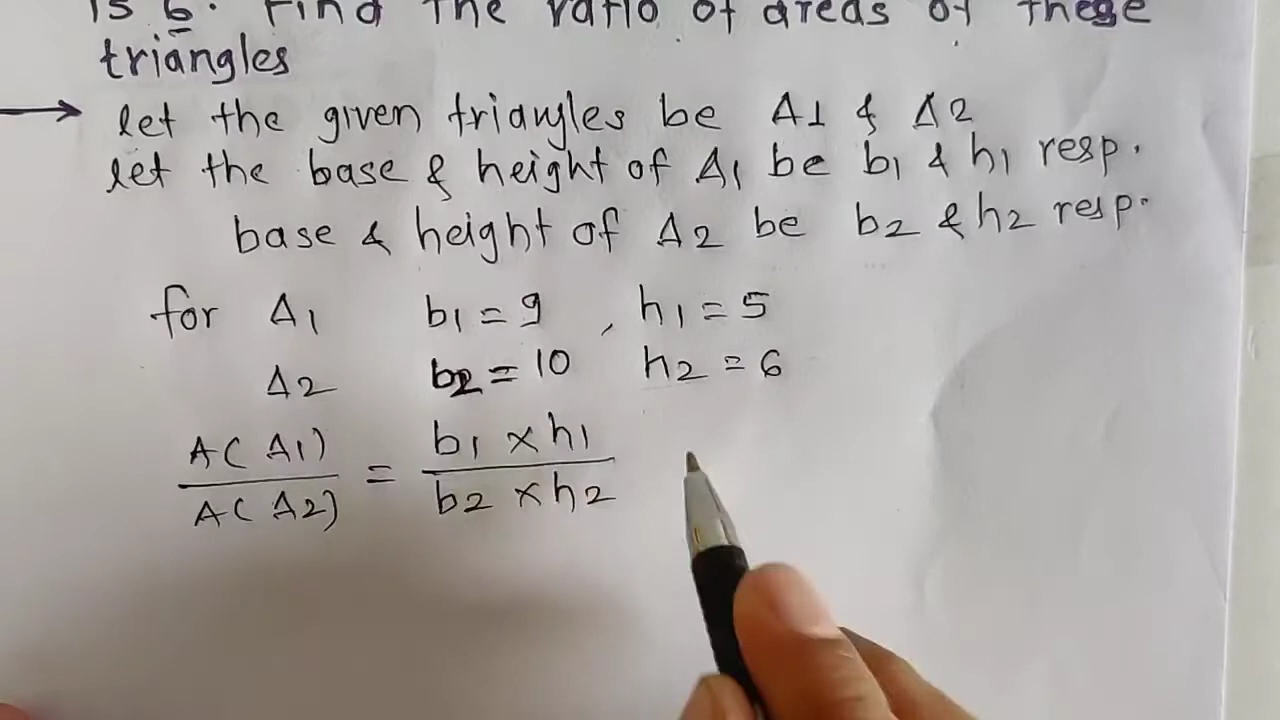 is 6. Find the ratio of areas of these
triangles
→ let the given triangles be Δ1 & Δ2
let the base & height of Δ1 be b1 & h1 resp.
base & height of Δ2 be b2 & h2 resp.
for Δ1 b1 = 9 , h1 = 5
Δ2 b2 = 10 h2 = 6
A(Δ1)/A(Δ2) = b1 × h1/b2 × h2